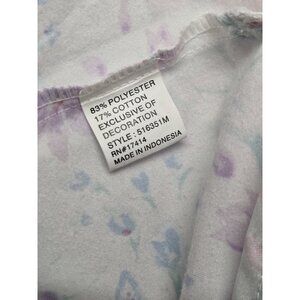 83% POLYESTER
17% COTTON
EXCLUSIVE OF
DECORATION
STYLE - 516351M
RN#17414
MADE IN INDONESIA